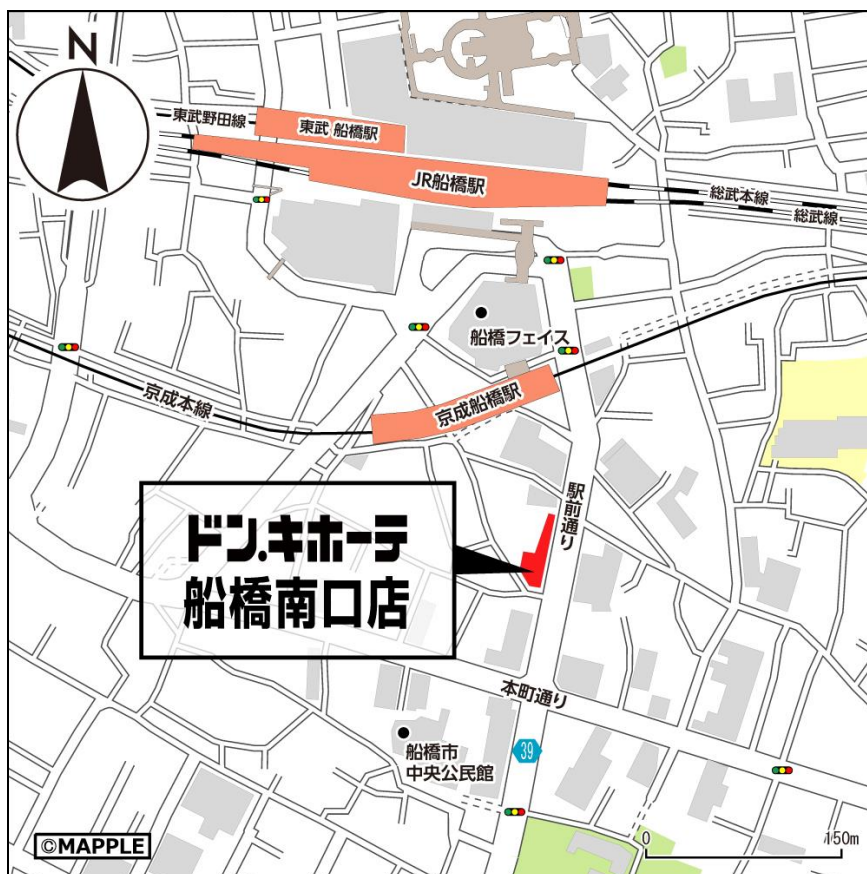 N
東武野田線
東武 船橋駅
JR船橋駅
総武本線
総武線
船橋フェイス
京成本線
京成船橋駅
駅前通り
ドン.キホーテ
船橋南口店
本町通り
39
船橋市
中央公民館
©MAPPLE
0 150m